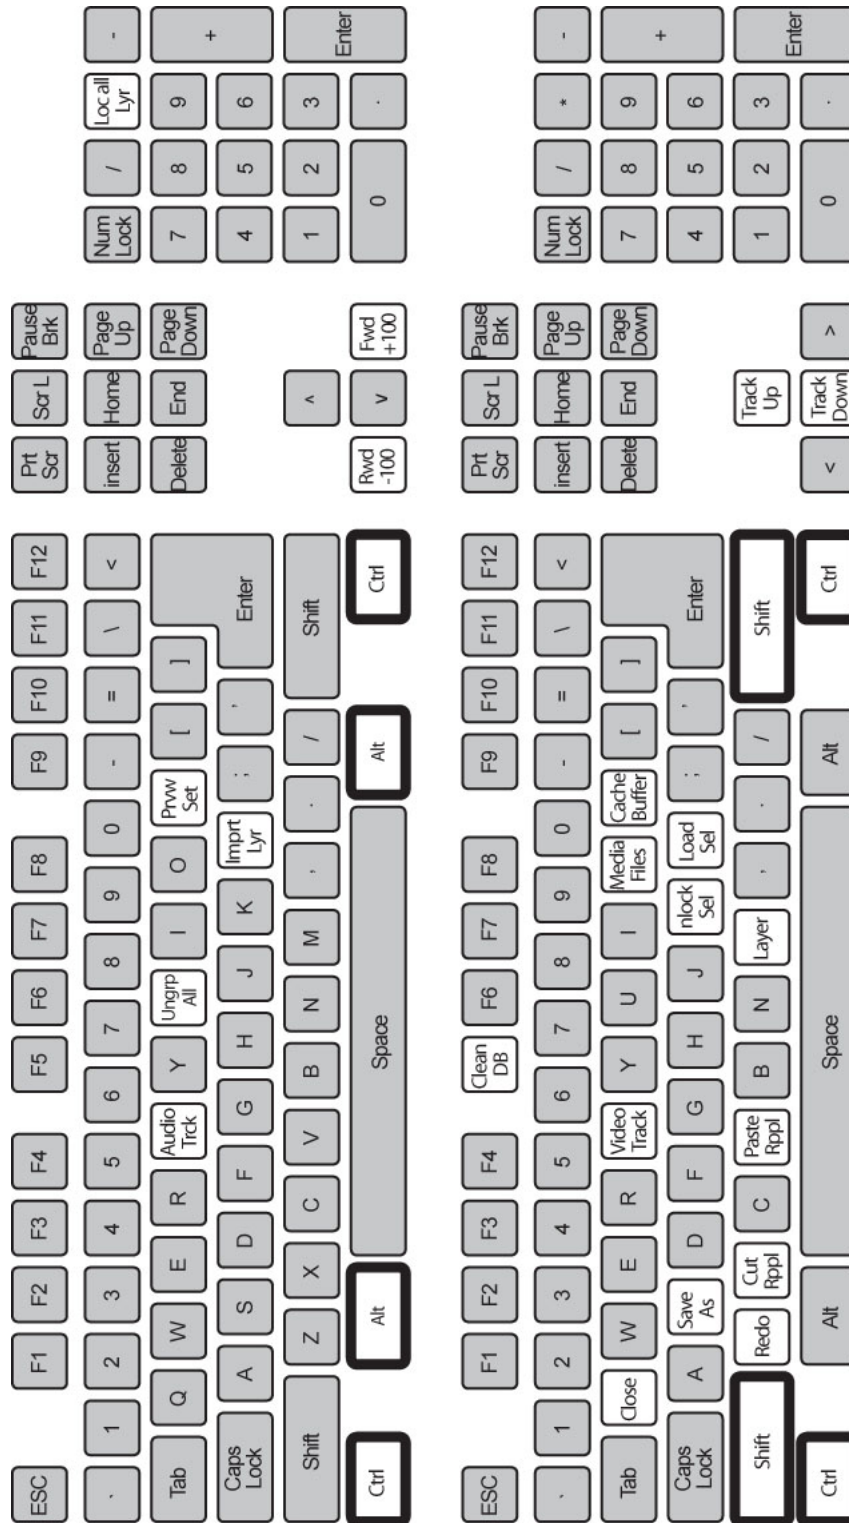 ESC F1 F2 F3 F4 F5 F6 F7 F8 F9 F10 F11 F12 Prt Scr Scr L Pause Brk
` 1 2 3 4 5 6 7 8 9 0 - = \ < insert Home Page Up Num Lock / Loc all Lyr -
Tab Q W E R Audio Trck Y Ungrp All I O Prvw Set [ ] Delete End Page Down 7 8 9 +
Caps Lock A S D F G H J K Imprt Lyr ; ' Enter 4 5 6
Shift Z X C V B N M , . / Shift ^ 1 2 3 Enter
Ctrl Alt Space Alt Ctrl Rwd -100 v Fwd +100 0 .
ESC F1 F2 F3 F4 Clean DB F6 F7 F8 F9 F10 F11 F12 Prt Scr Scr L Pause Brk
` 1 2 3 4 5 6 7 8 9 0 - = \ < insert Home Page Up Num Lock / * -
Tab Close W E R Video Track Y U I Media Files Cache Buffer [ ] Delete End Page Down 7 8 9 +
Caps Lock A Save As D F G H J nlock Sel Load Sel ; ' Enter 4 5 6
Shift Redo Cut Rppl C Paste Rppl B N Layer , . / Shift Track Up 1 2 3 Enter
Ctrl Alt Space Alt Ctrl < Track Down > 0 .